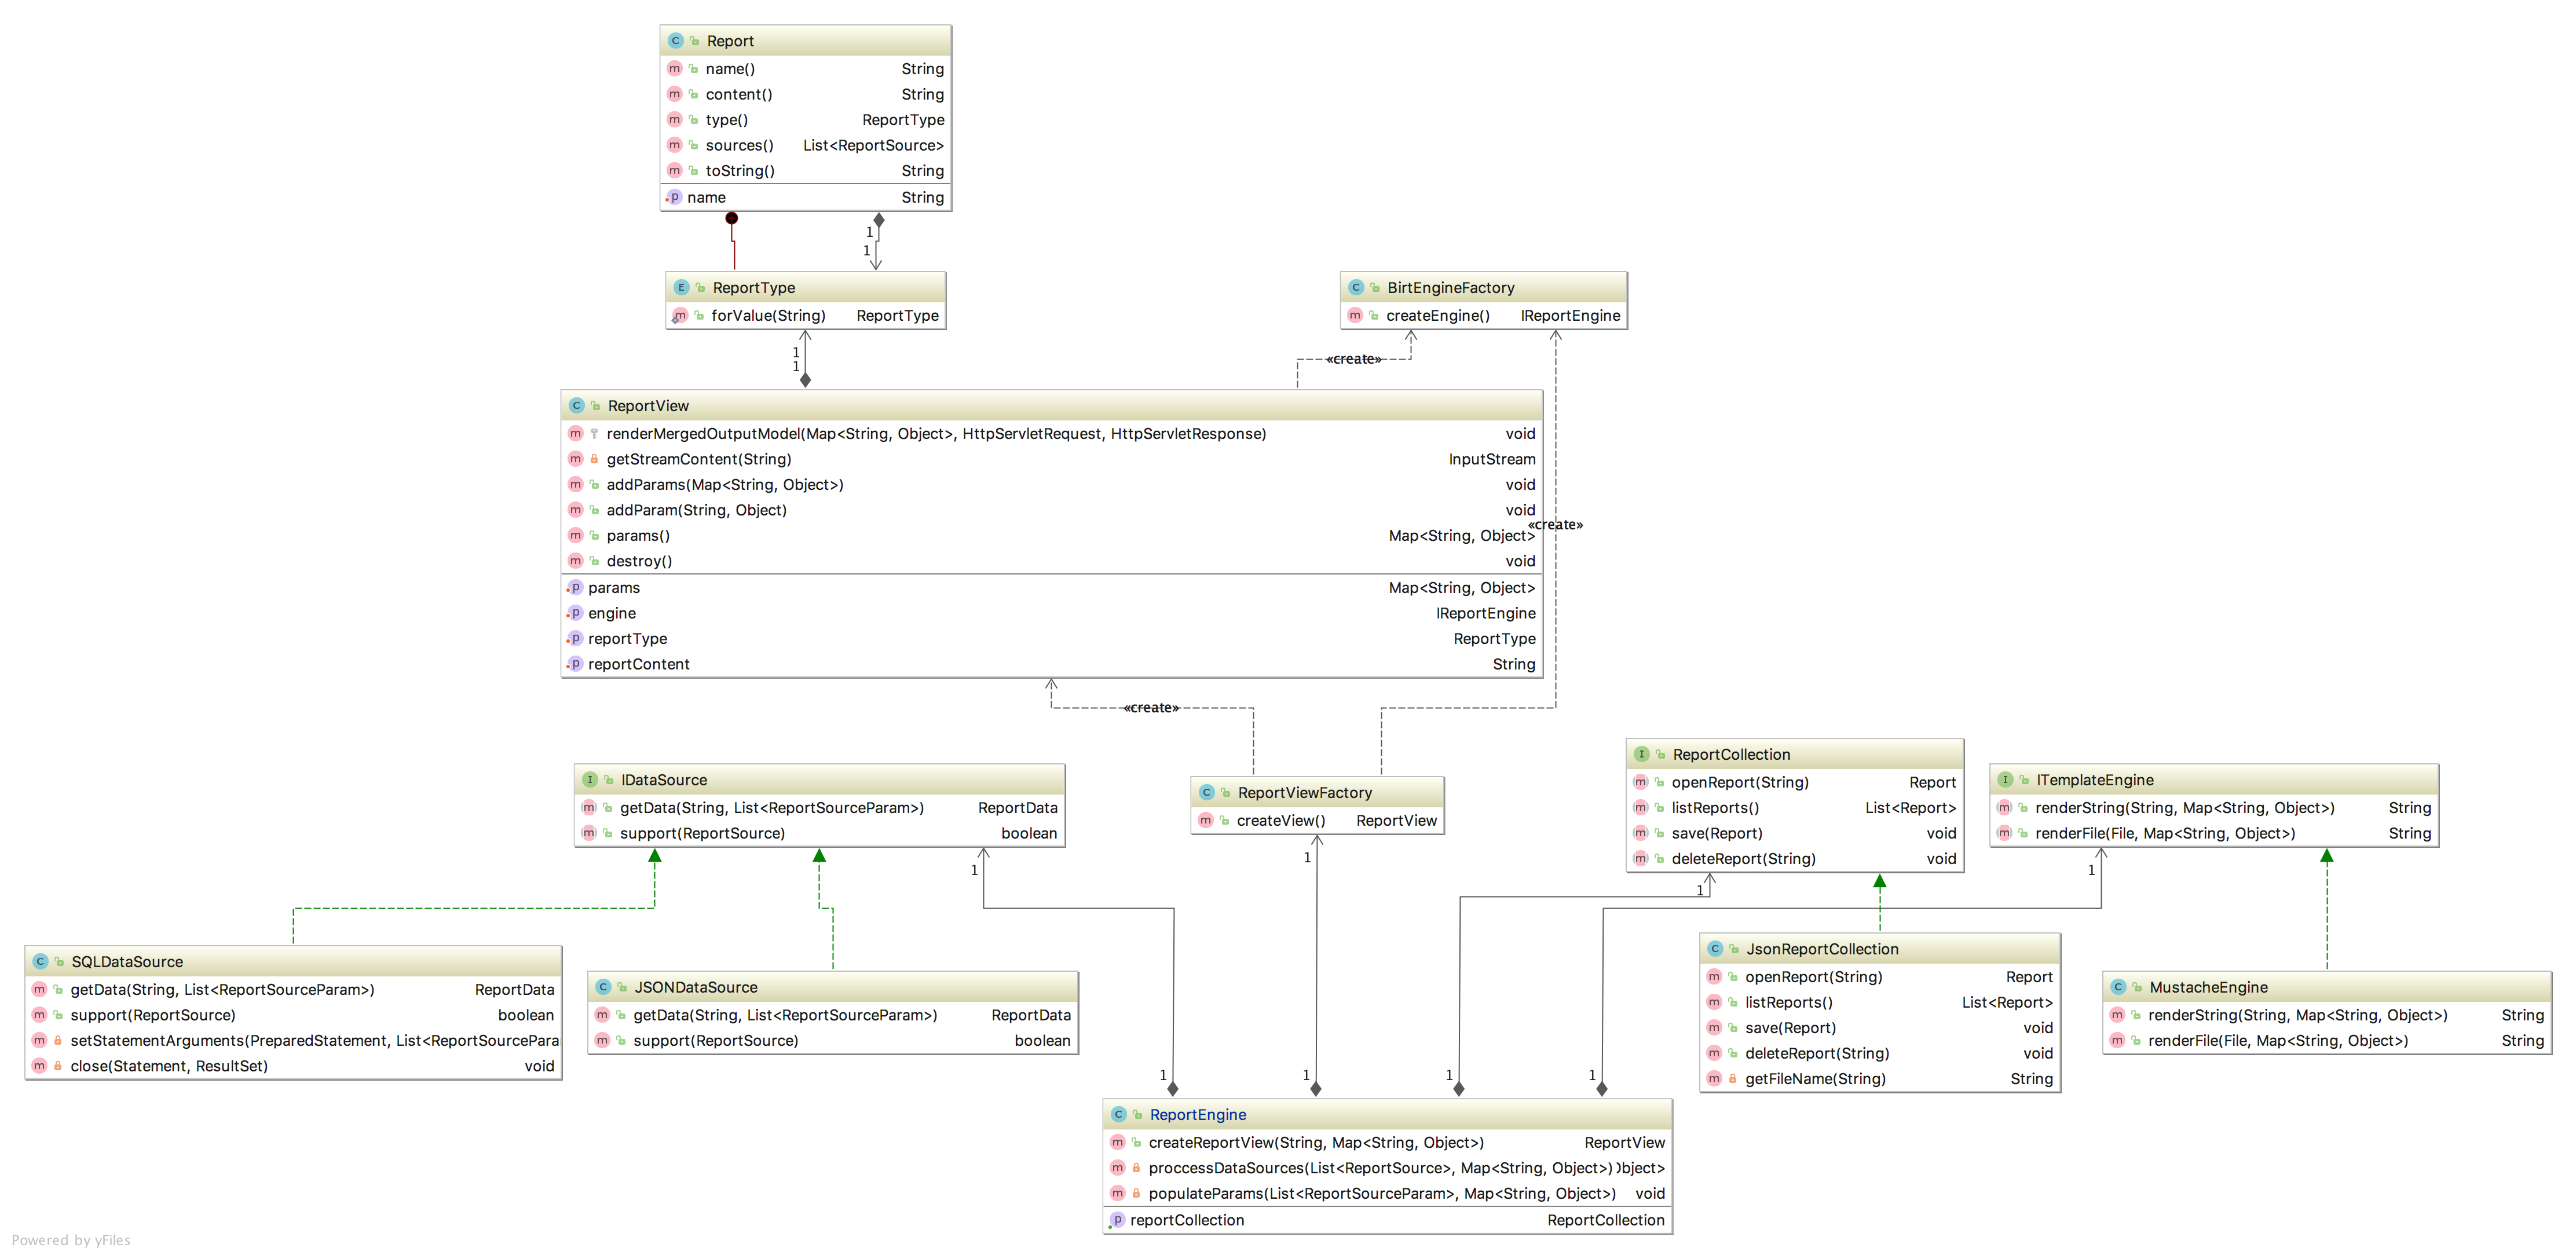 Report
name() String
content() String
type() ReportType
sources() List<ReportSource>
toString() String
name String
1
1
ReportType
forValue(String) ReportType
BirtEngineFactory
createEngine() IReportEngine
1
1
«create»
ReportView
renderMergedOutputModel(Map<String, Object>, HttpServletRequest, HttpServletResponse) void
getStreamContent(String) InputStream
addParams(Map<String, Object>) void
addParam(String, Object) void
params() Map<String, Object>
destroy() void
params Map<String, Object>
engine IReportEngine
reportType ReportType
reportContent String
«create»
«create»
IDataSource
getData(String, List<ReportSourceParam>) ReportData
support(ReportSource) boolean
ReportViewFactory
createView() ReportView
ReportCollection
openReport(String) Report
listReports() List<Report>
save(Report) void
deleteReport(String) void
ITemplateEngine
renderString(String, Map<String, Object>) String
renderFile(File, Map<String, Object>) String
1
1
1
1
SQLDataSource
getData(String, List<ReportSourceParam>) ReportData
support(ReportSource) boolean
setStatementArguments(PreparedStatement, List<ReportSourcePara
close(Statement, ResultSet) void
JSONDataSource
getData(String, List<ReportSourceParam>) ReportData
support(ReportSource) boolean
JsonReportCollection
openReport(String) Report
listReports() List<Report>
save(Report) void
deleteReport(String) void
getFileName(String) String
MustacheEngine
renderString(String, Map<String, Object>) String
renderFile(File, Map<String, Object>) String
1
1
1
1
ReportEngine
createReportView(String, Map<String, Object>) ReportView
proccessDataSources(List<ReportSource>, Map<String, Object>) )bject>
populateParams(List<ReportSourceParam>, Map<String, Object>) void
reportCollection ReportCollection
Powered by yFiles